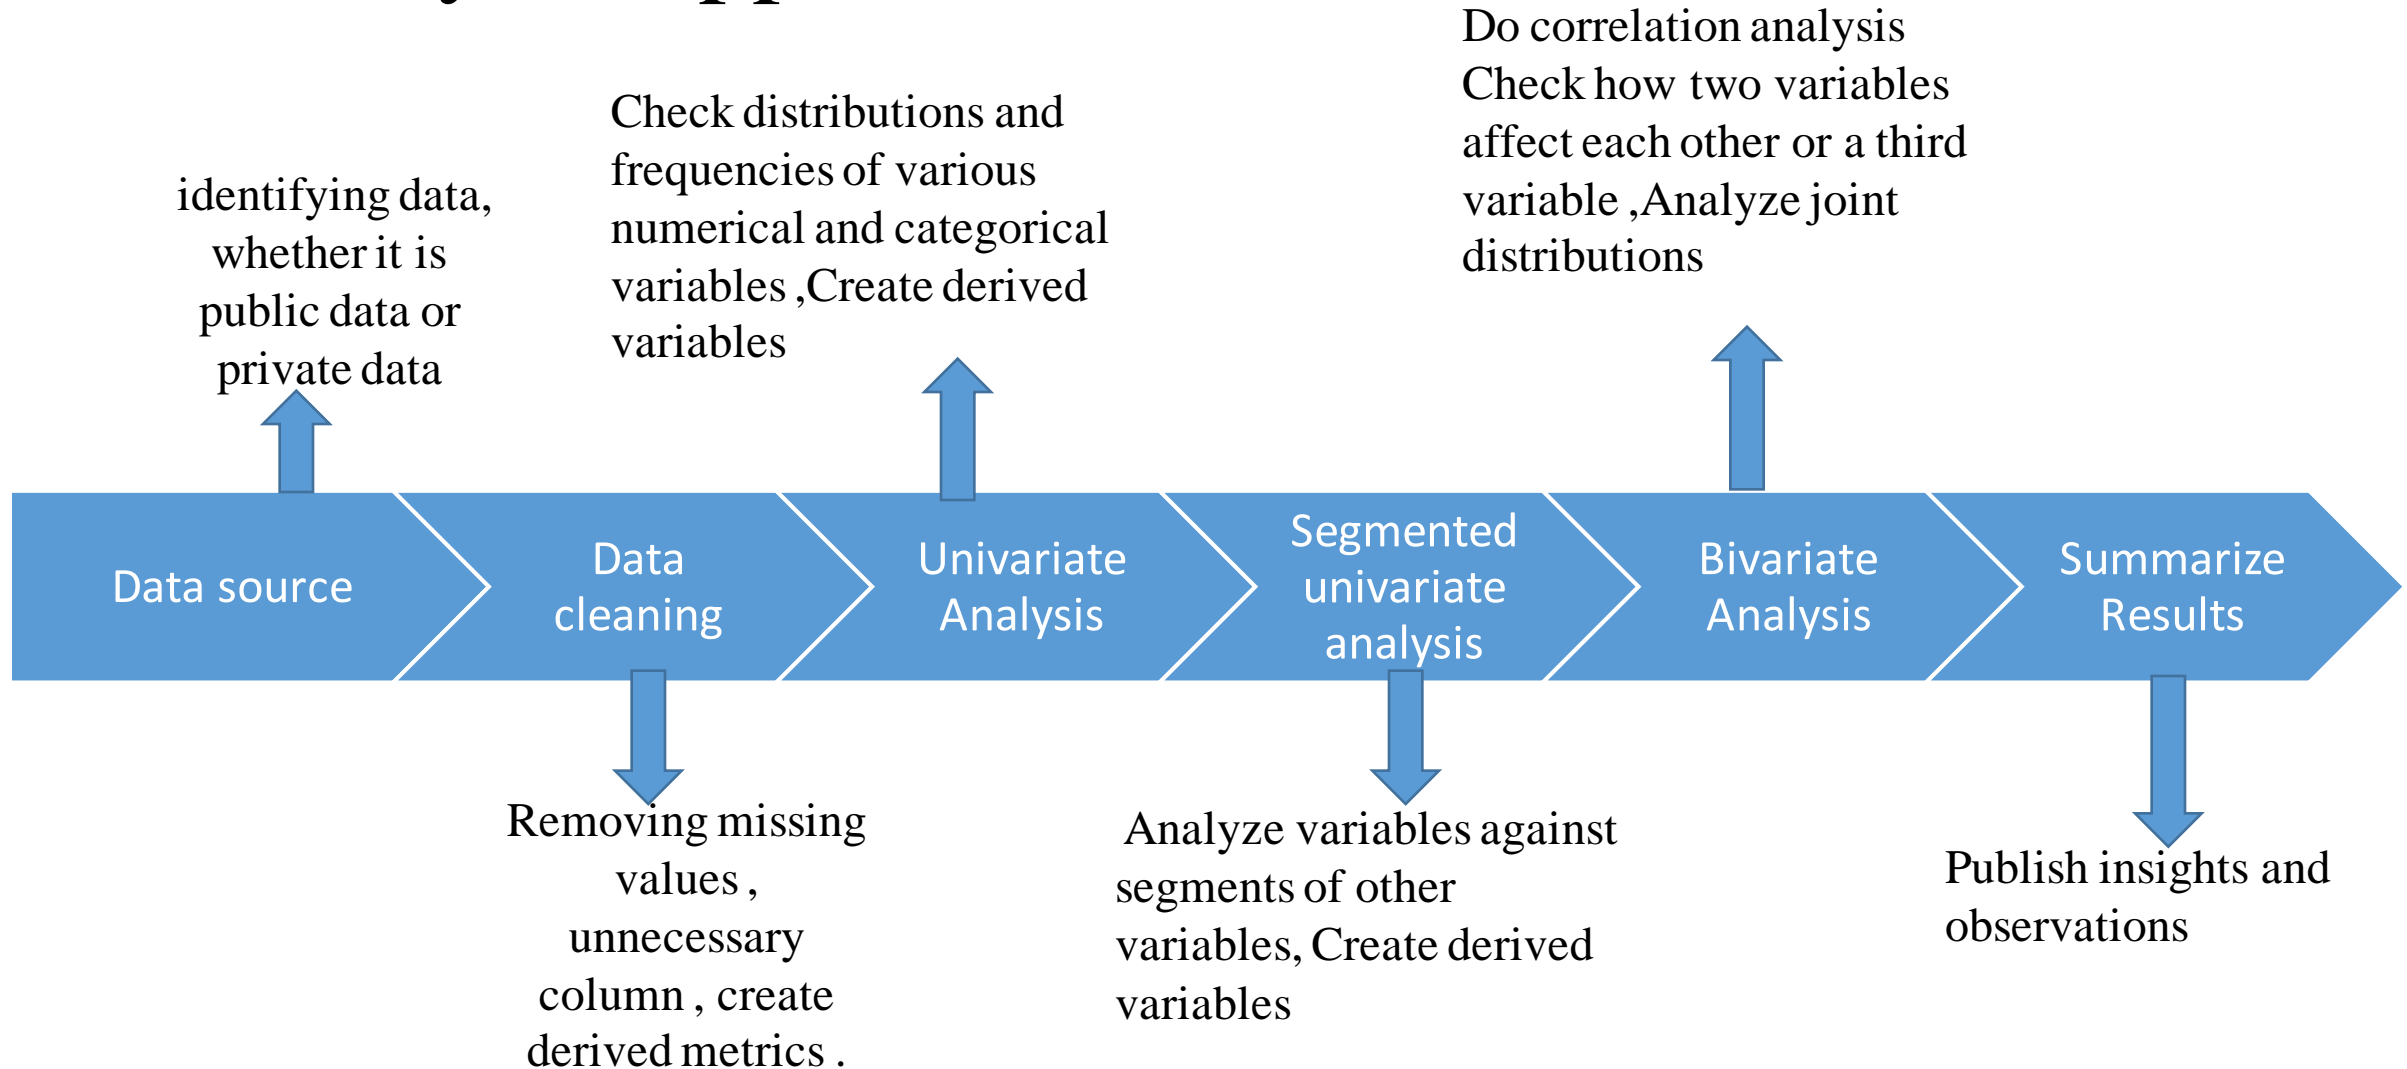 Do correlation analysis
Check how two variables
affect each other or a third
variable ,Analyze joint
distributions
Check distributions and
frequencies of various
numerical and categorical
variables ,Create derived
variables
identifying data,
whether it is
public data or
private data
Data source
Data
cleaning
Univariate
Analysis
Segmented
univariate
analysis
Bivariate
Analysis
Summarize
Results
Removing missing
values ,
unnecessary
column , create
derived metrics .
Analyze variables against
segments of other
variables, Create derived
variables
Publish insights and
observations